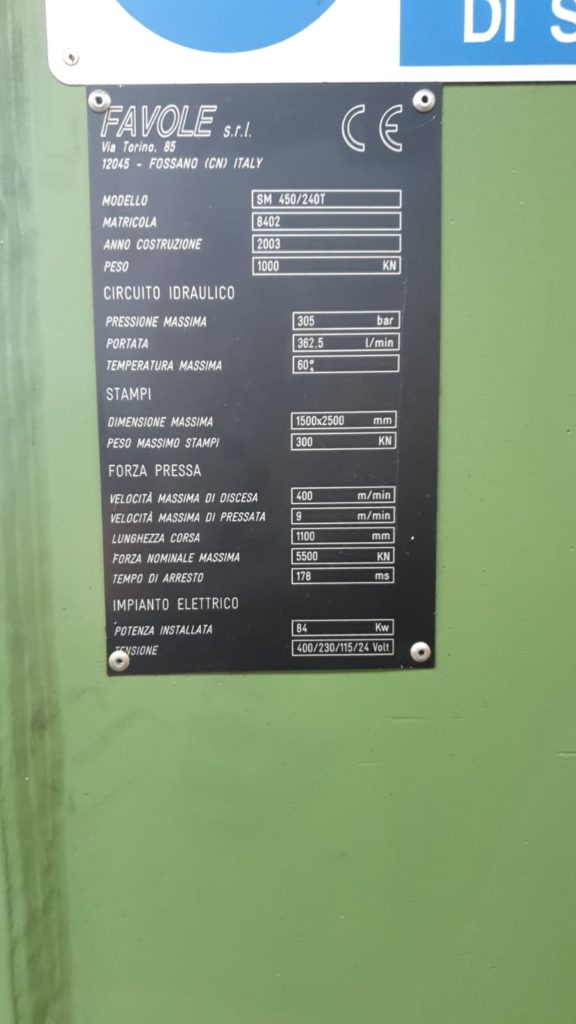 DI S
FAVOLE s.r.l.
Via Torino, 85
12045 - FOSSANO (CN) ITALY
CE
MODELLO SM 450/240T
MATRICOLA 8402
ANNO COSTRUZIONE 2003
PESO 1000 KN
CIRCUITO IDRAULICO
PRESSIONE MASSIMA 305 bar
PORTATA 362.5 l/min
TEMPERATURA MASSIMA 60°
STAMPI
DIMENSIONE MASSIMA 1500x2500 mm
PESO MASSIMO STAMPI 300 KN
FORZA PRESSA
VELOCITÀ MASSIMA DI DISCESA 400 m/min
VELOCITÀ MASSIMA DI PRESSATA 9 m/min
LUNGHEZZA CORSA 1100 mm
FORZA NOMINALE MASSIMA 5500 KN
TEMPO DI ARRESTO 178 ms
IMPIANTO ELETTRICO
POTENZA INSTALLATA 84 Kw
TENSIONE 400/230/115/24 Volt